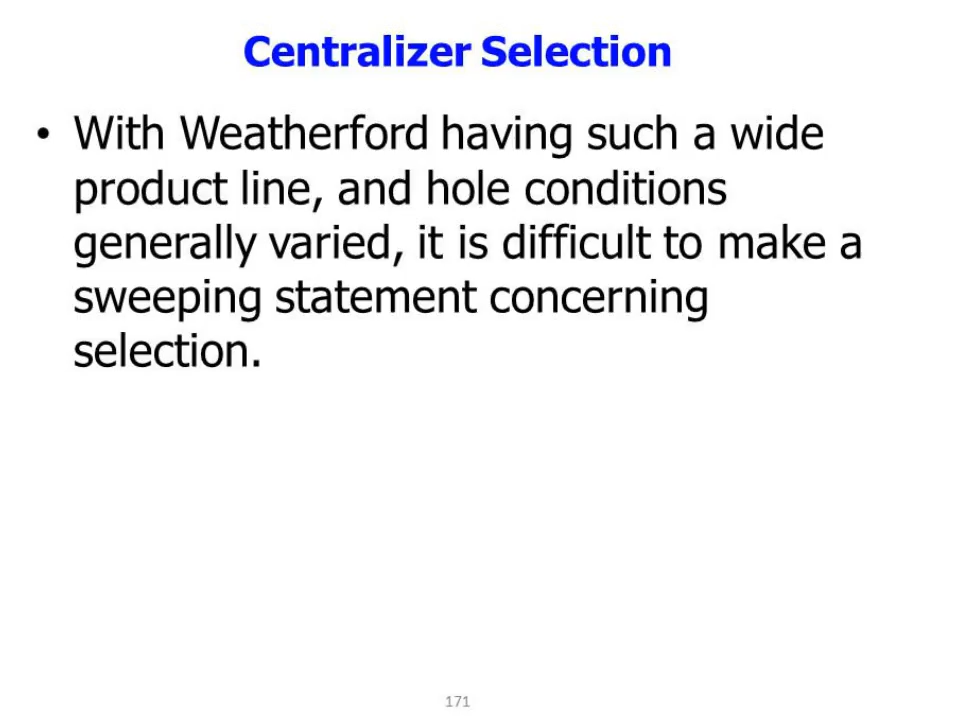 Centralizer Selection
• With Weatherford having such a wide
product line, and hole conditions
generally varied, it is difficult to make a
sweeping statement concerning
selection.
171